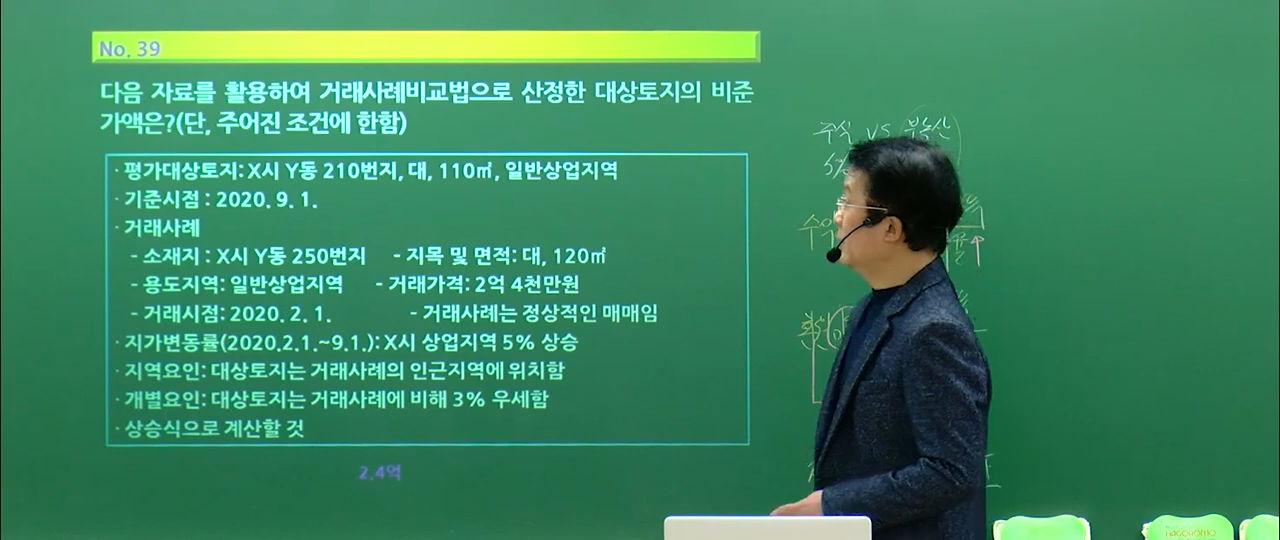 No. 39
다음 자료를 활용하여 거래사례비교법으로 산정한 대상토지의 비준
가액은?(단, 주어진 조건에 한함)
· 평가대상토지: X시 Y동 210번지, 대, 110㎡, 일반상업지역
· 기준시점 : 2020. 9. 1.
· 거래사례
- 소재지 : X시 Y동 250번지 - 지목 및 면적: 대, 120㎡
- 용도지역: 일반상업지역 - 거래가격: 2억 4천만원
- 거래시점: 2020. 2. 1. - 거래사례는 정상적인 매매임
· 지가변동률(2020.2.1.~9.1.): X시 상업지역 5% 상승
· 지역요인: 대상토지는 거래사례의 인근지역에 위치함
· 개별요인: 대상토지는 거래사례에 비해 3% 우세함
· 상승식으로 계산할 것
2.4억
주식 vs 부동산